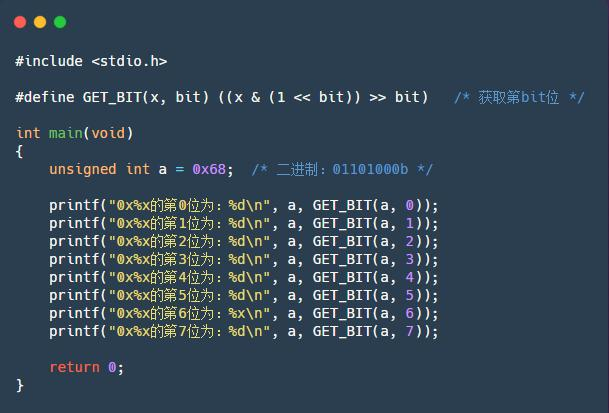 #include <stdio.h>
#define GET_BIT(x, bit) ((x & (1 << bit)) >> bit)   /* 获取第bit位 */
int main(void)
{
    unsigned int a = 0x68;  /* 二进制：01101000b */
    printf("0x%x的第0位为：%d\n", a, GET_BIT(a, 0));
    printf("0x%x的第1位为：%d\n", a, GET_BIT(a, 1));
    printf("0x%x的第2位为：%d\n", a, GET_BIT(a, 2));
    printf("0x%x的第3位为：%d\n", a, GET_BIT(a, 3));
    printf("0x%x的第4位为：%d\n", a, GET_BIT(a, 4));
    printf("0x%x的第5位为：%d\n", a, GET_BIT(a, 5));
    printf("0x%x的第6位为：%x\n", a, GET_BIT(a, 6));
    printf("0x%x的第7位为：%d\n", a, GET_BIT(a, 7));
    return 0;
}